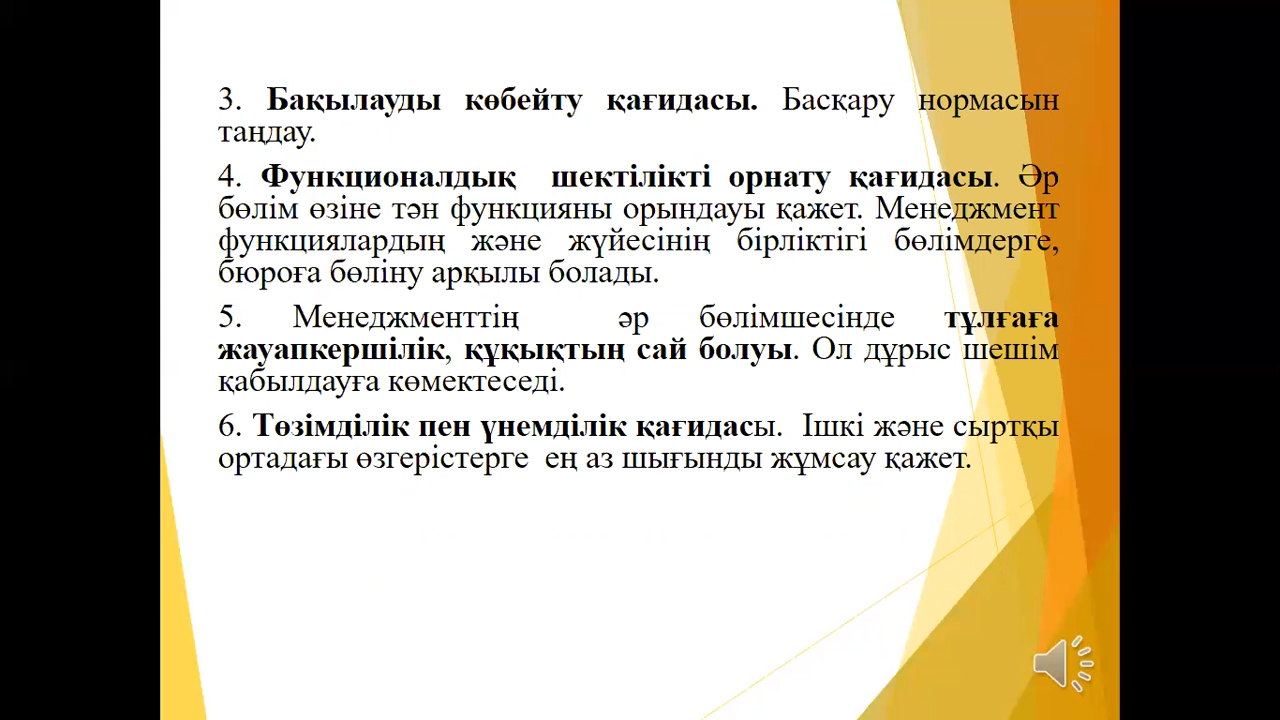 3. Бақылауды көбейту қағидасы. Басқару нормасын
таңдау.
4. Функционалдық шектілікті орнату қағидасы. Әр
бөлім өзіне тән функцияны орындауы қажет. Менеджмент
функциялардың және жүйесінің бірліктігі бөлімдерге,
бюроға бөліну арқылы болады.
5. Менеджменттің әр бөлімшесінде тұлғаға
жауапкершілік, құқықтың сай болуы. Ол дұрыс шешім
қабылдауға көмектеседі.
6. Төзімділік пен үнемділік қағидасы. Ішкі және сыртқы
ортадағы өзгерістерге ең аз шығынды жұмсау қажет.